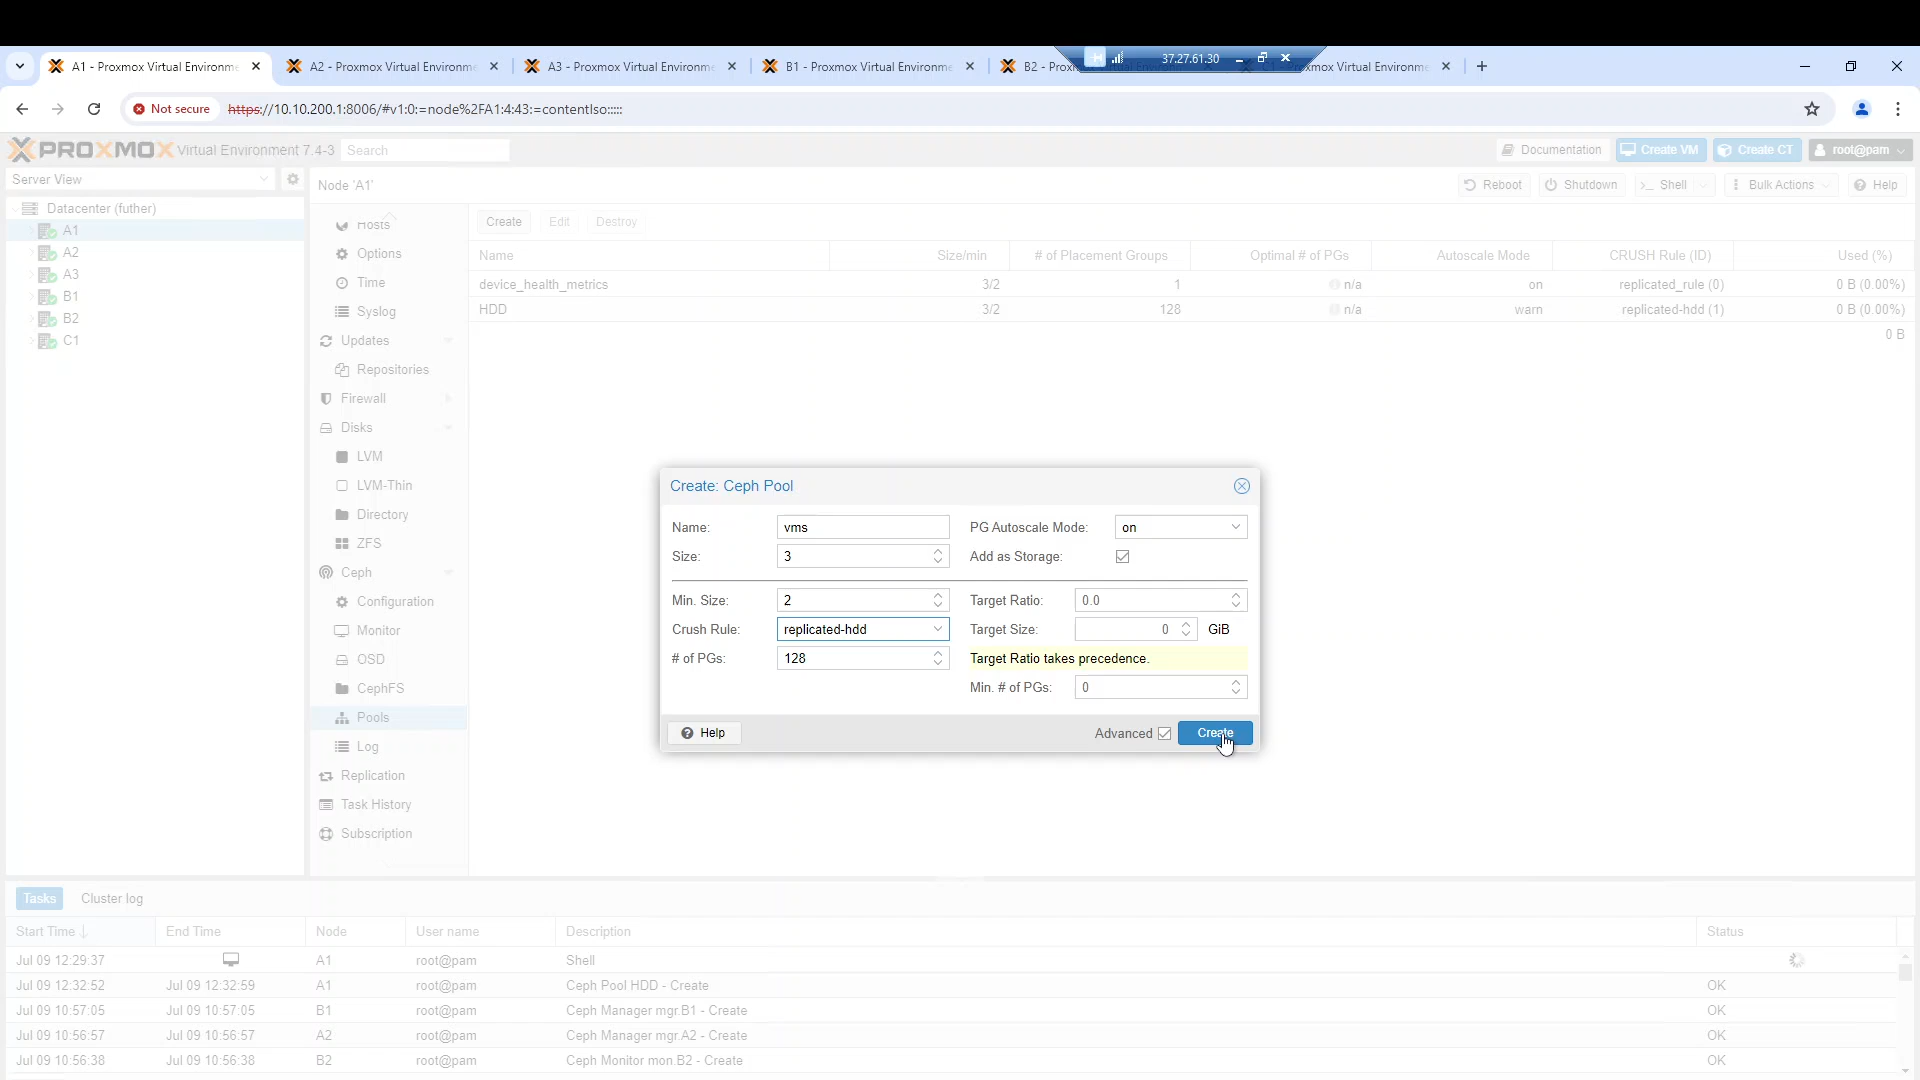 A1 - Proxmox Virtual Environme
A2 - Proxmox Virtual Environme
A3 - Proxmox Virtual Environme
B1 - Proxmox Virtual Environme
B2 - Prox
37.27.61.30
xmox Virtual Environme
Not secure
https://10.10.200.1:8006/#v1:0:=node%2FA1:4:43:=contentIso:::::
PROXMOX Virtual Environment 7.4-3
Search
Documentation
Create VM
Create CT
root@pam
Server View
Node 'A1'
Reboot
Shutdown
>_ Shell
Bulk Actions
Help
Datacenter (futher)
A1
A2
A3
B1
B2
C1
Hosts
Options
Time
Syslog
Updates
Repositories
Firewall
Disks
LVM
LVM-Thin
Directory
ZFS
Ceph
Configuration
Monitor
OSD
CephFS
Pools
Log
Replication
Task History
Subscription
Create
Edit
Destroy
Name
Size/min
# of Placement Groups
Optimal # of PGs
Autoscale Mode
CRUSH Rule (ID)
Used (%)
device_health_metrics
3/2
1
n/a
on
replicated_rule (0)
0 B (0.00%)
HDD
3/2
128
n/a
warn
replicated-hdd (1)
0 B (0.00%)
0 B
Create: Ceph Pool
Name:
vms
PG Autoscale Mode:
on
Size:
3
Add as Storage:
Min. Size:
2
Target Ratio:
0.0
Crush Rule:
replicated-hdd
Target Size:
0
GiB
# of PGs:
128
Target Ratio takes precedence.
Min. # of PGs:
0
Help
Advanced
Create
Tasks
Cluster log
Start Time
End Time
Node
User name
Description
Status
Jul 09 12:29:37
A1
root@pam
Shell
Jul 09 12:32:52
Jul 09 12:32:59
A1
root@pam
Ceph Pool HDD - Create
OK
Jul 09 10:57:05
Jul 09 10:57:05
B1
root@pam
Ceph Manager mgr.B1 - Create
OK
Jul 09 10:56:57
Jul 09 10:56:57
A2
root@pam
Ceph Manager mgr.A2 - Create
OK
Jul 09 10:56:38
Jul 09 10:56:38
B2
root@pam
Ceph Monitor mon.B2 - Create
OK